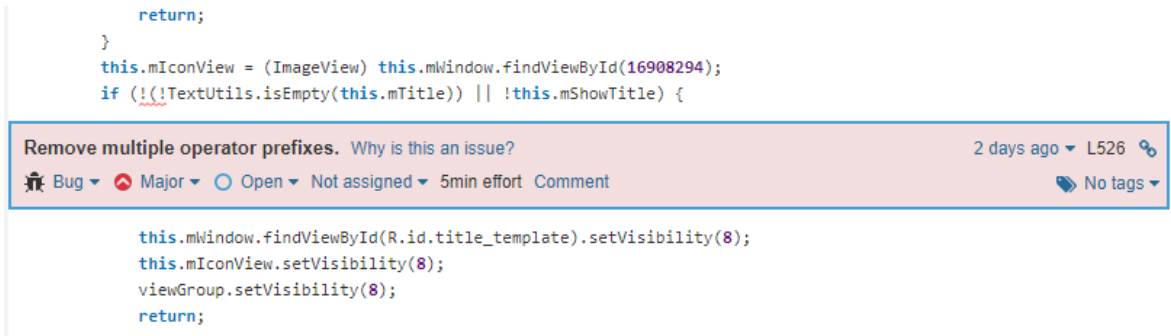 return;
}
this.mIconView = (ImageView) this.mWindow.findViewById(16908294);
if (!(!TextUtils.isEmpty(this.mTitle)) || !this.mShowTitle) {
Remove multiple operator prefixes. Why is this an issue? 2 days ago L526
Bug Major Open Not assigned 5min effort Comment No tags
this.mWindow.findViewById(R.id.title_template).setVisibility(8);
this.mIconView.setVisibility(8);
viewGroup.setVisibility(8);
return;